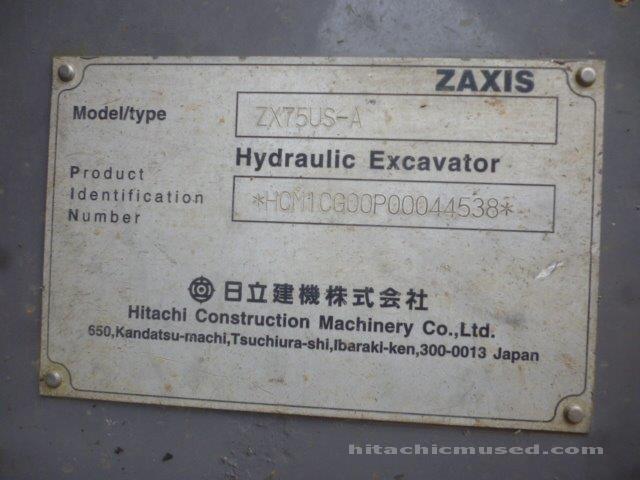 ZAXIS
Model/type ZX75US-A
Hydraulic Excavator
Product
Identification
Number
*HCM1CG00P00044538*
日立建機株式会社
Hitachi Construction Machinery Co.,Ltd.
650,Kandatsu-machi,Tsuchiura-shi,Ibaraki-ken,300-0013 Japan
hitachicmused.com